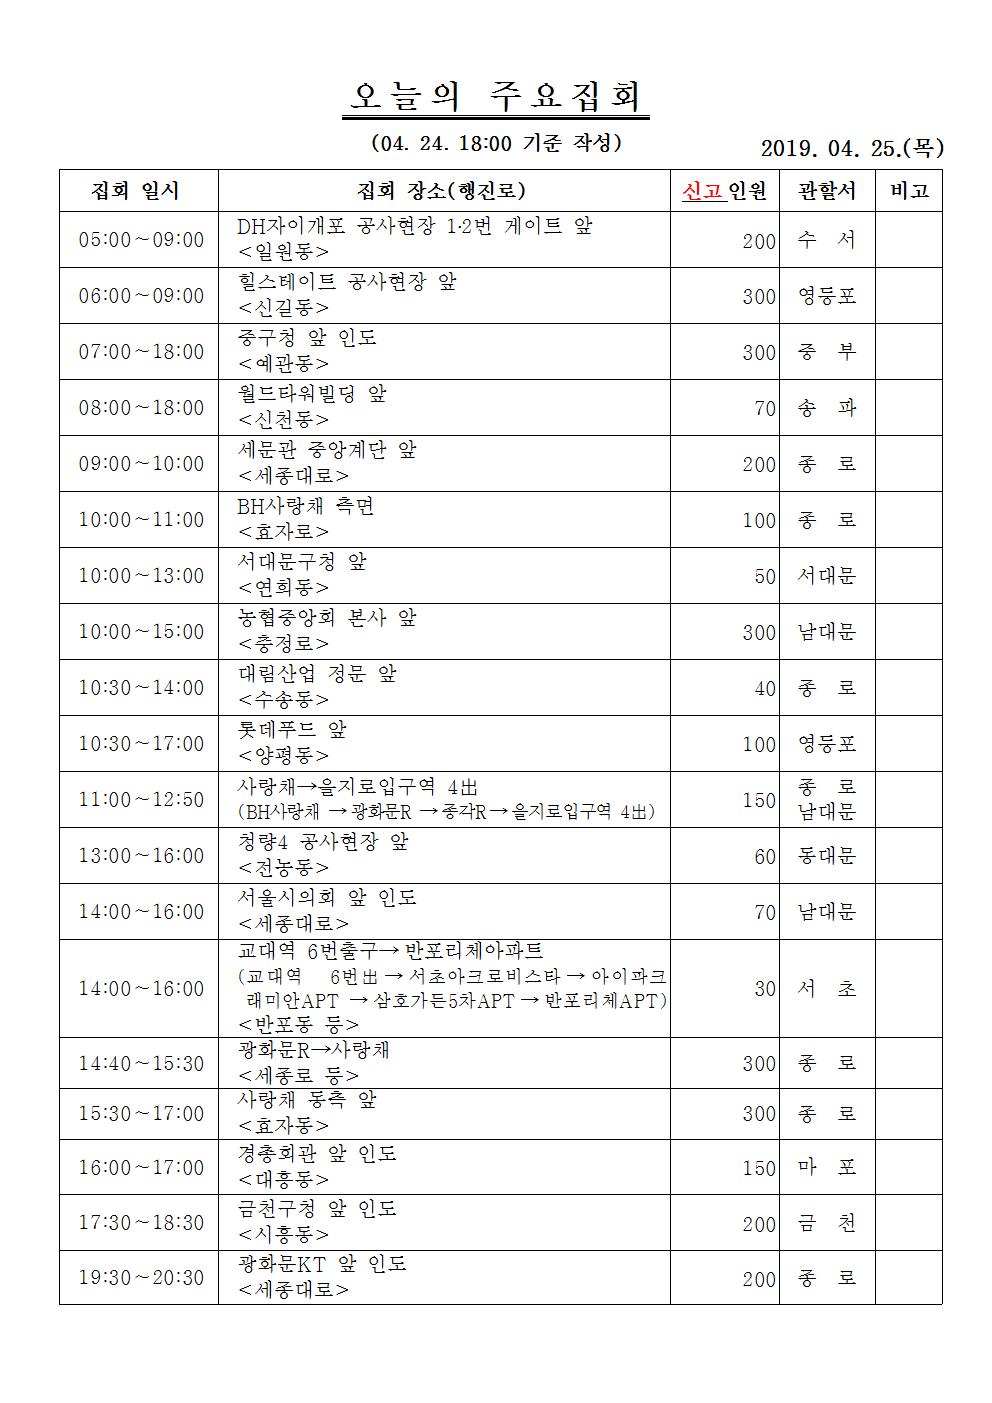 오늘의 주요집회
(04. 24. 18:00 기준 작성)
2019. 04. 25.(목)
집회 일시 집회 장소(행진로) 신고인원 관할서 비고
05:00~09:00 DH자이개포 공사현장 1·2번 게이트 앞 200 수 서
<일원동>
06:00~09:00 힐스테이트 공사현장 앞 300 영등포
<신길동>
07:00~18:00 중구청 앞 인도 300 중 부
<예관동>
08:00~18:00 월드타워빌딩 앞 70 송 파
<신천동>
09:00~10:00 세문관 중앙계단 앞 200 종 로
<세종대로>
10:00~11:00 BH사랑채 측면 100 종 로
<효자로>
10:00~13:00 서대문구청 앞 50 서대문
<연희동>
10:00~15:00 농협중앙회 본사 앞 300 남대문
<충정로>
10:30~14:00 대림산업 정문 앞 40 종 로
<수송동>
10:30~17:00 롯데푸드 앞 100 영등포
<양평동>
11:00~12:50 사랑채→을지로입구역 4出 150 종 로
(BH사랑채 →광화문R →종각R→을지로입구역 4出) 남대문
13:00~16:00 청량4 공사현장 앞 60 동대문
<전농동>
14:00~16:00 서울시의회 앞 인도 70 남대문
<세종대로>
14:00~16:00 교대역 6번출구→반포리체아파트 30 서 초
(교대역 6번出→서초아크로비스타→아이파크
래미안APT →삼호가든5차APT→반포리체APT)
<반포동 등>
14:40~15:30 광화문R→사랑채 300 종 로
<세종로 등>
15:30~17:00 사랑채 동측 앞 300 종 로
<효자동>
16:00~17:00 경총회관 앞 인도 150 마 포
<대흥동>
17:30~18:30 금천구청 앞 인도 200 금 천
<시흥동>
19:30~20:30 광화문KT 앞 인도 200 종 로
<세종대로>